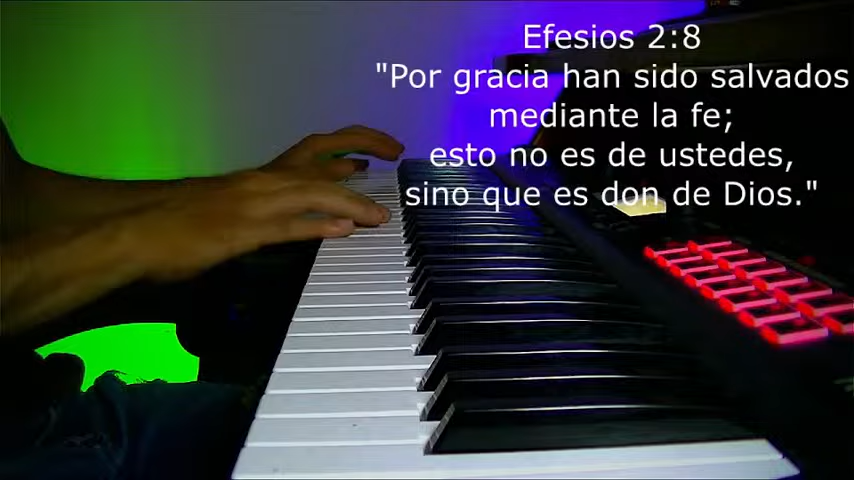 Efesios 2:8
"Por gracia han sido salvados
mediante la fe;
esto no es de ustedes,
sino que es don de Dios."